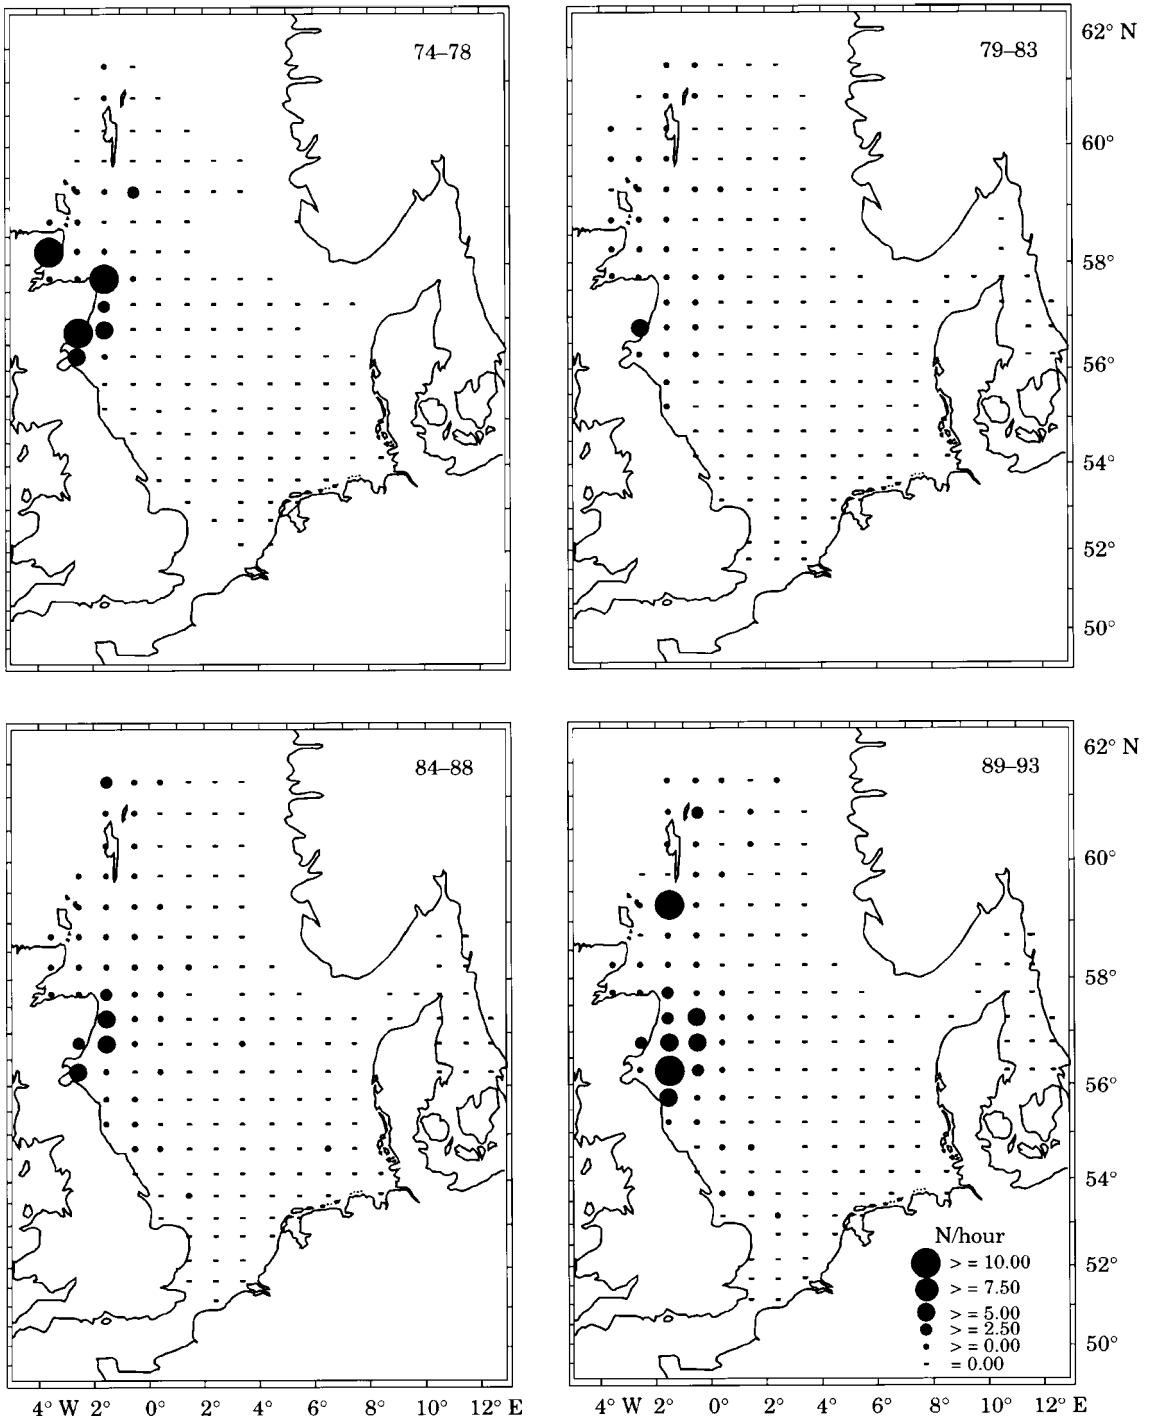 74–78
79–83
62° N
60°
58°
56°
54°
52°
50°
84–88
89–93
62° N
60°
58°
56°
54°
52°
50°
N/hour
> = 10.00
> = 7.50
> = 5.00
> = 2.50
> = 0.00
= 0.00
4° W 2° 0° 2° 4° 6° 8° 10° 12° E
4° W 2° 0° 2° 4° 6° 8° 10° 12° E